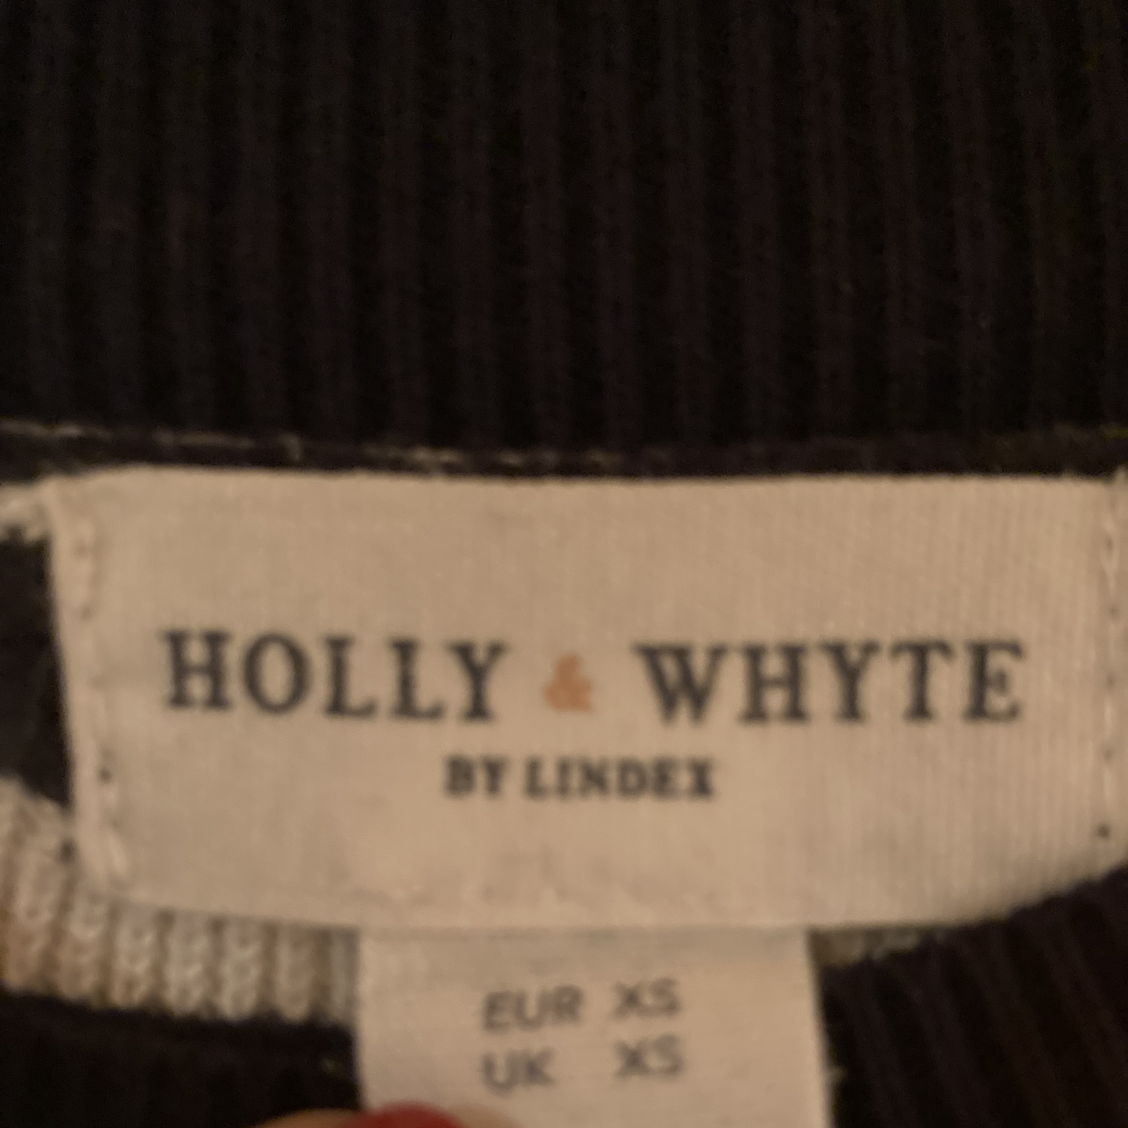 HOLLY & WHYTE
BY LINDEX
EUR XS
UK XS